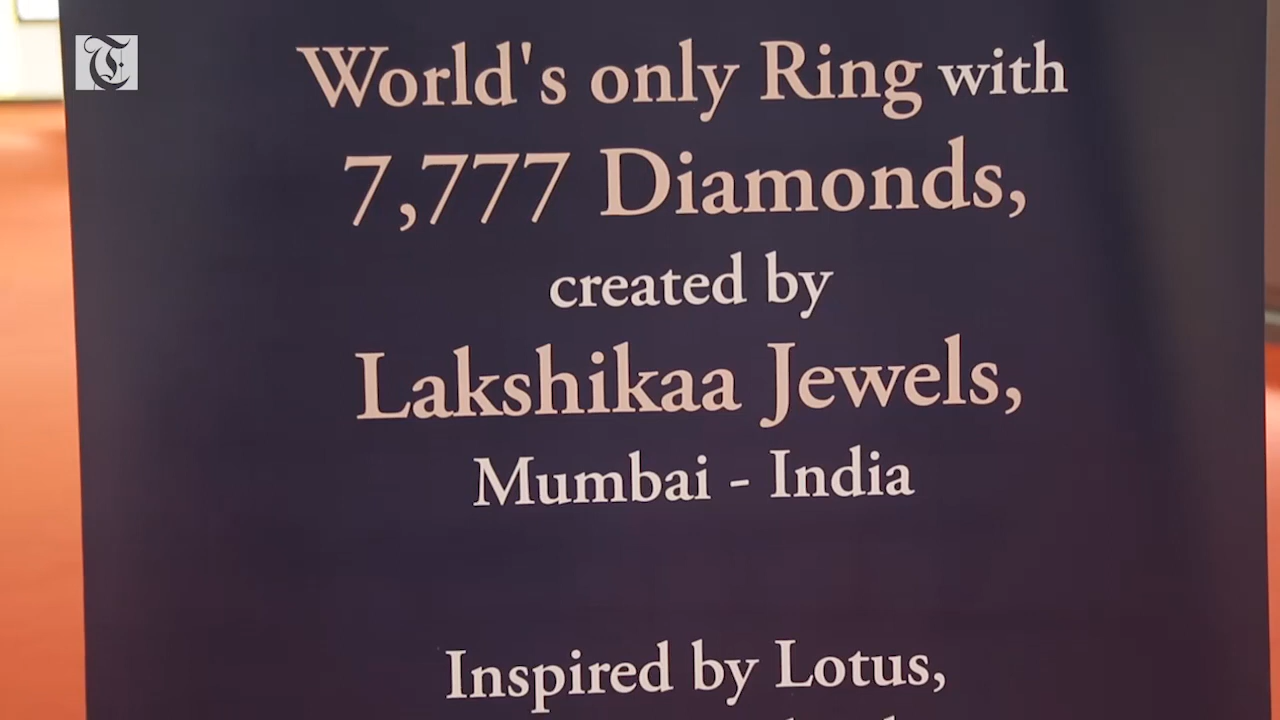 T
World's only Ring with
7,777 Diamonds,
created by
Lakshikaa Jewels,
Mumbai - India
Inspired by Lotus,